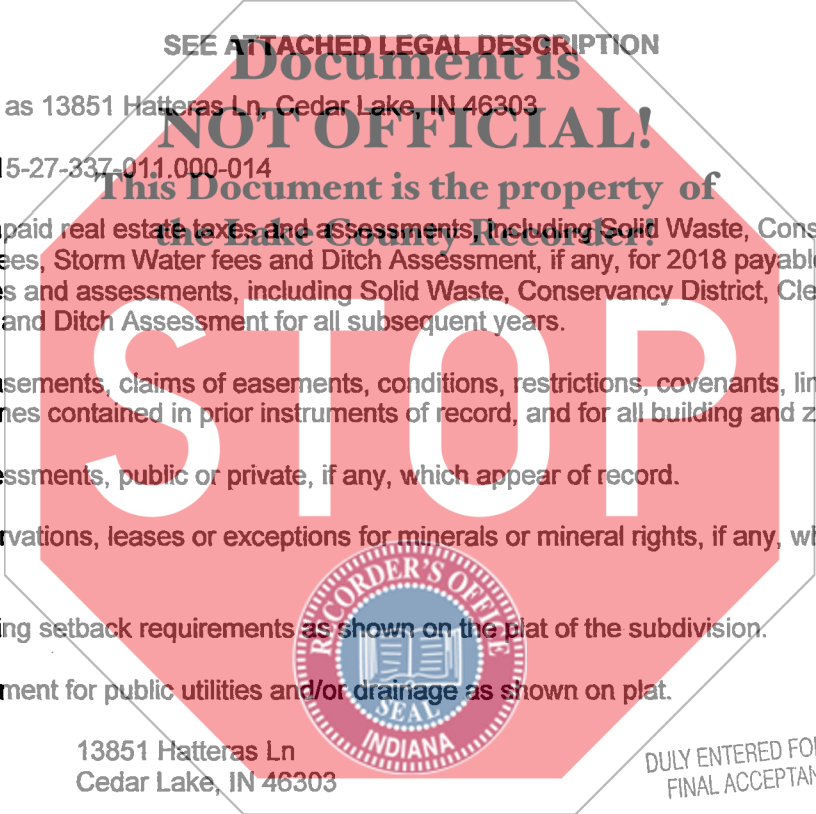 SEE ATTACHED LEGAL DESCRIPTION
Document is
as 13851 Hatteras Ln, Cedar Lake, IN 46303
NOT OFFICIAL!
5-27-337-011.000-014
This Document is the property of
paid real estate taxes and assessments, including Solid Waste, Cons
the Lake County Recorder!
ees, Storm Water fees and Ditch Assessment, if any, for 2018 payable
s and assessments, including Solid Waste, Conservancy District, Cle
and Ditch Assessment for all subsequent years.
sements, claims of easements, conditions, restrictions, covenants, lim
nes contained in prior instruments of record, and for all building and z
STOP
essments, public or private, if any, which appear of record.
rvations, leases or exceptions for minerals or mineral rights, if any, wh
RECORDER'S OFFICE
ing setback requirements as shown on the plat of the subdivision.
ment for public utilities and/or drainage as shown on plat.
SEAL
INDIANA
13851 Hatteras Ln
Cedar Lake, IN 46303
DULY ENTERED FO
FINAL ACCEPTAN